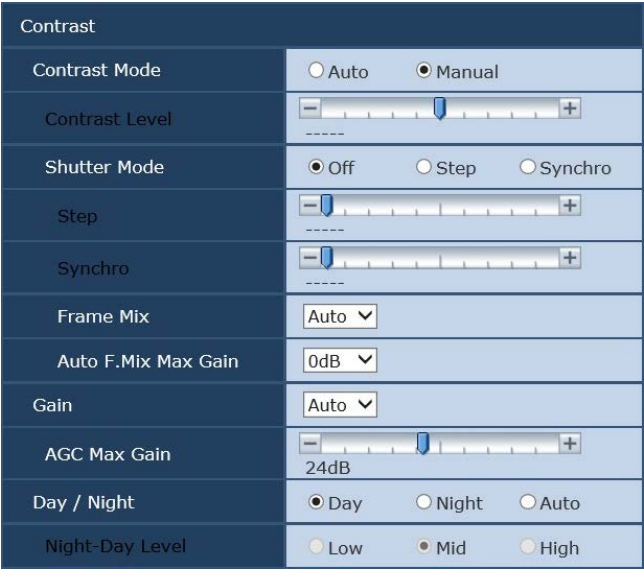 Contrast
Contrast Mode Auto Manual
Contrast Level -----
Shutter Mode Off Step Synchro
Step -----
Synchro -----
Frame Mix Auto
Auto F.Mix Max Gain 0dB
Gain Auto
AGC Max Gain 24dB
Day / Night Day Night Auto
Night-Day Level Low Mid High